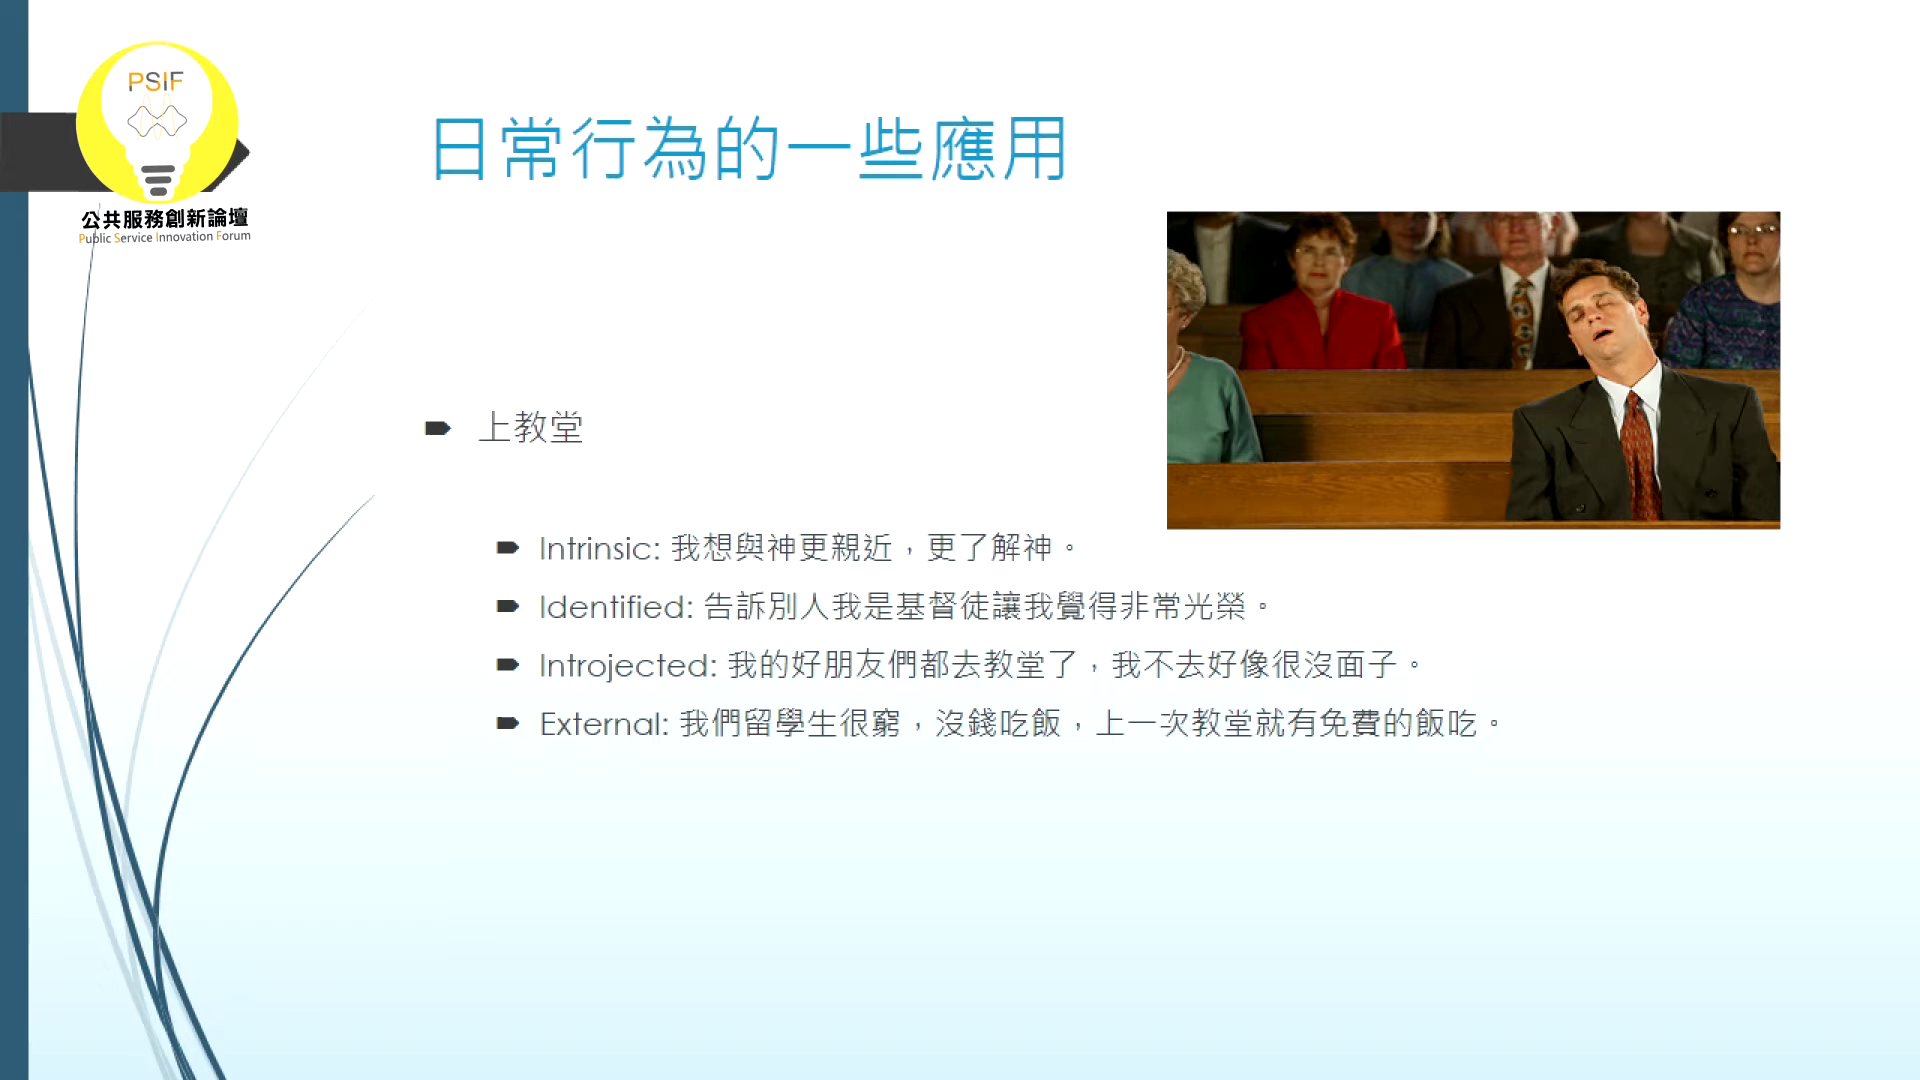 PSIF
公共服務創新論壇
Public Service Innovation Forum
日常行為的一些應用
上教堂
Intrinsic: 我想與神更親近，更了解神。
Identified: 告訴別人我是基督徒讓我覺得非常光榮。
Introjected: 我的好朋友們都去教堂了，我不去好像很沒面子。
External: 我們留學生很窮，沒錢吃飯，上一次教堂就有免費的飯吃。